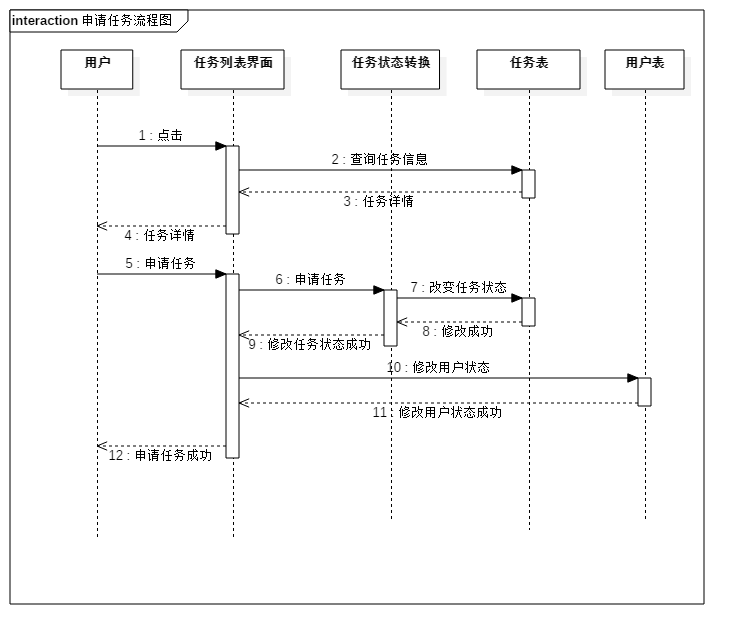 interaction 申请任务流程图
用户
任务列表界面
任务状态转换
任务表
用户表
1 : 点击
2 : 查询任务信息
3 : 任务详情
4 : 任务详情
5 : 申请任务
6 : 申请任务
7 : 改变任务状态
8 : 修改成功
9 : 修改任务状态成功
10 : 修改用户状态
11 : 修改用户状态成功
12 : 申请任务成功